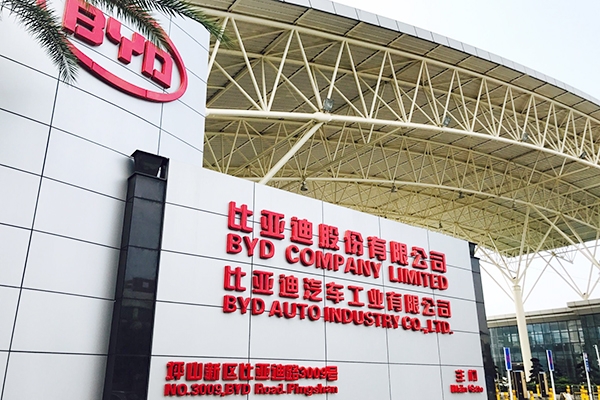 BYD
比亚迪股份有限公司
BYD COMPANY LIMITED
比亚迪汽车工业有限公司
BYD AUTO INDUSTRY CO.,LTD.
坪山新区比亚迪路3009号
NO.3009,BYD Road.Pingshan